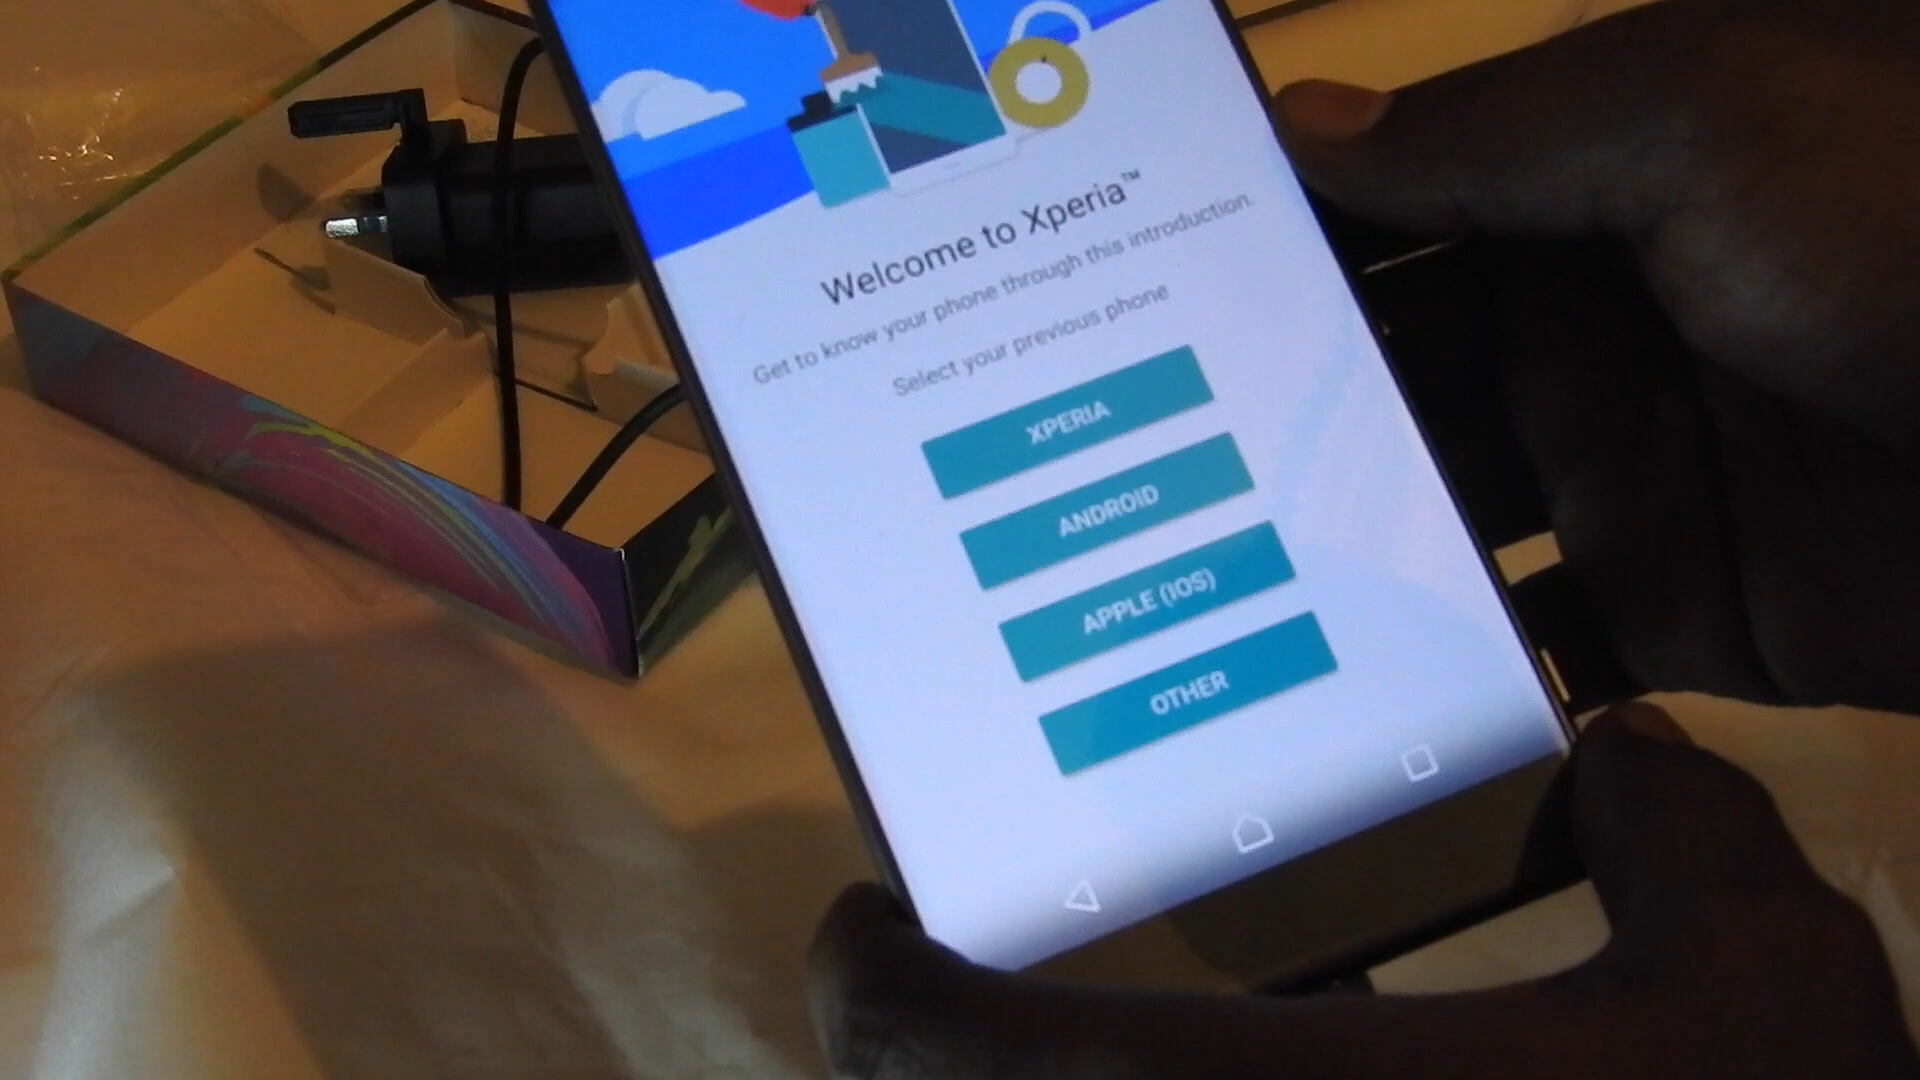 Welcome to Xperia™
Get to know your phone through this introduction.
Select your previous phone
XPERIA
ANDROID
APPLE (IOS)
OTHER